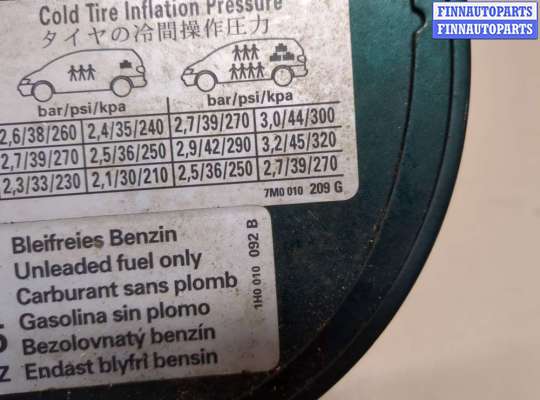 FINNAUTOPARTS
FINNAUTOPARTS
Cold Tire Inflation Pressure
タイヤの冷間操作圧力
bar/psi/kpa bar/psi/kpa
2,6/38/260 2,4/35/240 2,7/39/270 3,0/44/300
2,7/39/270 2,5/36/250 2,9/42/290 3,2/45/320
2,3/33/230 2,1/30/210 2,5/36/250 2,7/39/270
7M0 010 209 G
Bleifreies Benzin
Unleaded fuel only
Carburant sans plomb
Gasolina sin plomo
Bezolovnatý benzín
Endast blyfri bensin
1H0 010 092 B